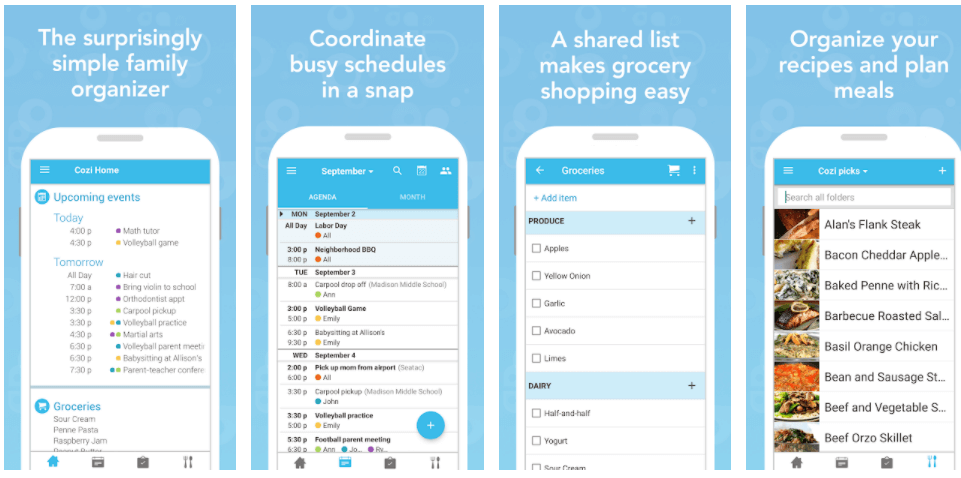 The surprisingly
simple family
organizer
Cozi Home
Upcoming events
Today
4:00 p Math tutor
4:30 p Volleyball game
Tomorrow
All Day Hair cut
7:00 a Bring violin to school
12:00 p Orthodontist appt
3:30 p Carpool pickup
3:30 p Volleyball practice
4:30 p Martial arts
6:30 p Volleyball parent meeti
6:30 p Babysitting at Allison's
7:30 p Parent-teacher confere
Groceries
Sour Cream
Penne Pasta
Raspberry Jam
Coordinate
busy schedules
in a snap
September
AGENDA MONTH
MON September 2
All Day Labor Day
All
3:00 p Neighborhood BBQ
8:00 p All
TUE September 3
8:00 a Carpool drop off (Madison Middle School)
Ann
3:00 p Volleyball Game
5:00 p Emily
6:30 p Babysitting at Allison's
9:30 p Emily
WED September 4
2:00 p Pick up mom from airport (Seatac)
6:00 p All
3:30 p Carpool pickup (Madison Middle School)
John
3:30 p Volleyball practice
5:00 p Emily
+
5:30 p Football parent meeting
6:30 p Ann Jo... Ry...
A shared list
makes grocery
shopping easy
Groceries
+ Add item
PRODUCE +
Apples
Yellow Onion
Garlic
Avocado
Limes
DAIRY +
Half-and-half
Yogurt
Sour Cream
Organize your
recipes and plan
meals
Cozi picks +
Search all folders
Alan's Flank Steak
Bacon Cheddar Apple...
Baked Penne with Ric...
Barbecue Roasted Sal...
Basil Orange Chicken
Bean and Sausage St...
Beef and Vegetable S...
Beef Orzo Skillet